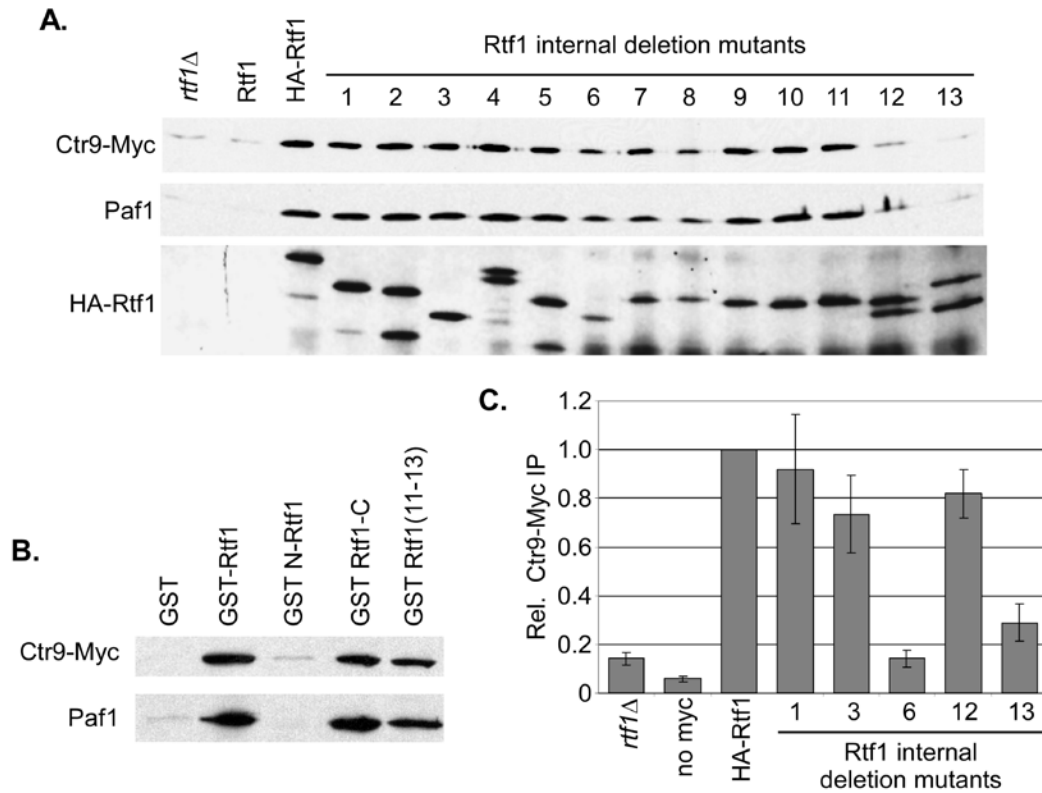 A.
Rtf1 internal deletion mutants
rtf1Δ Rtf1 HA-Rtf1 1 2 3 4 5 6 7 8 9 10 11 12 13
Ctr9-Myc
Paf1
HA-Rtf1
B.
GST GST-Rtf1 GST N-Rtf1 GST Rtf1-C GST Rtf1(11-13)
Ctr9-Myc
Paf1
C.
Rel. Ctr9-Myc IP
1.2
1.0
0.8
0.6
0.4
0.2
0
rtf1Δ no myc HA-Rtf1 1 3 6 12 13
Rtf1 internal
deletion mutants